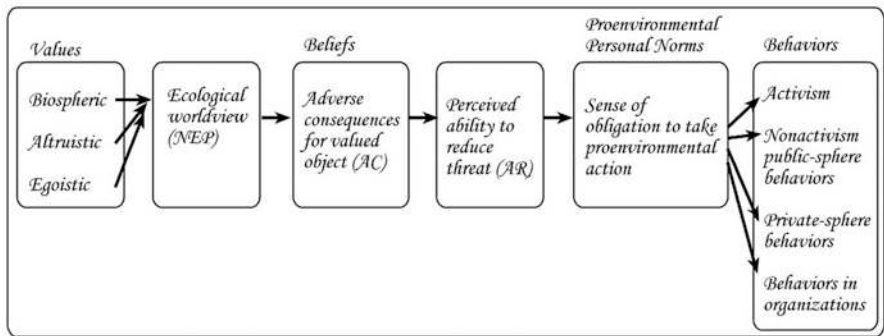 Values
Biospheric
Altruistic
Egoistic
Ecological
worldview
(NEP)
Beliefs
Adverse
consequences
for valued
object (AC)
Perceived
ability to
reduce
threat (AR)
Proenvironmental
Personal Norms
Sense of
obligation to take
proenvironmental
action
Behaviors
Activism
Nonactivism
public-sphere
behaviors
Private-sphere
behaviors
Behaviors in
organizations